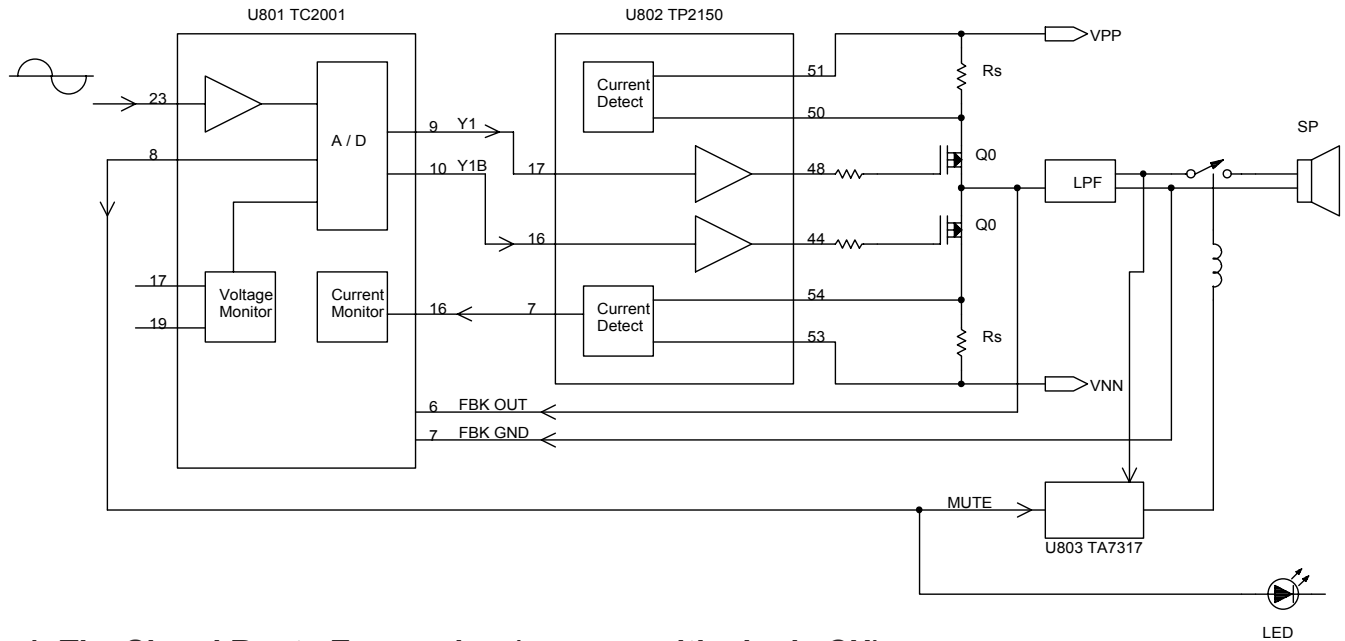 U801 TC2001
U802 TP2150
VPP
51
Rs
Current
Detect
23
50
SP
A / D
9 Y1
8
Q0
10 Y1B
17
48
LPF
Q0
16
44
17
Voltage
Monitor
Current
Monitor
54
16
7
Current
Detect
19
53
Rs
VNN
6 FBK OUT
7 FBK GND
MUTE
U803 TA7317
LED